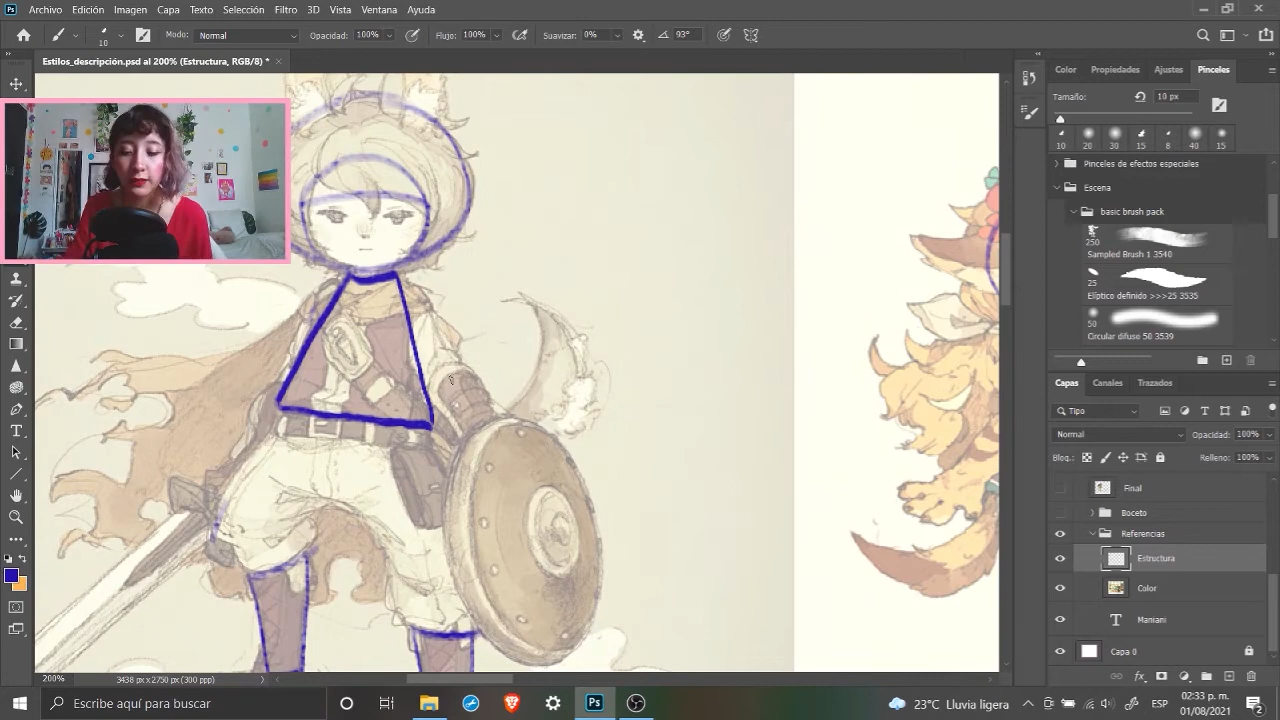 Ps Archivo Edición Imagen Capa Texto Selección Filtro 3D Vista Ventana Ayuda
10 Modo: Normal Opacidad: 100% Flujo: 100% Suavizar: 0% 93°
Estilos_descripción.psd al 200% (Estructura, RGB/8) *
Color Propiedades Ajustes Pinceles
Tamaño: 10 px
10 20 30 15 8 40 15
Pinceles de efectos especiales
Escena
basic brush pack
250
Sampled Brush 1 3540
25
Elíptico definido >>>25 3535
50
Circular difuso 50 3539
Capas Canales Trazados
Tipo
Normal Opacidad: 100%
Bloq.: Relleno: 100%
Final
Boceto
Referencias
Estructura
Color
T Maniani
Capa 0
fx
200% 3438 px x 2750 px (300 ppp)
Escribe aquí para buscar
Ps
23°C Lluvia ligera
ESP
02:33 p. m.
01/08/2021
2